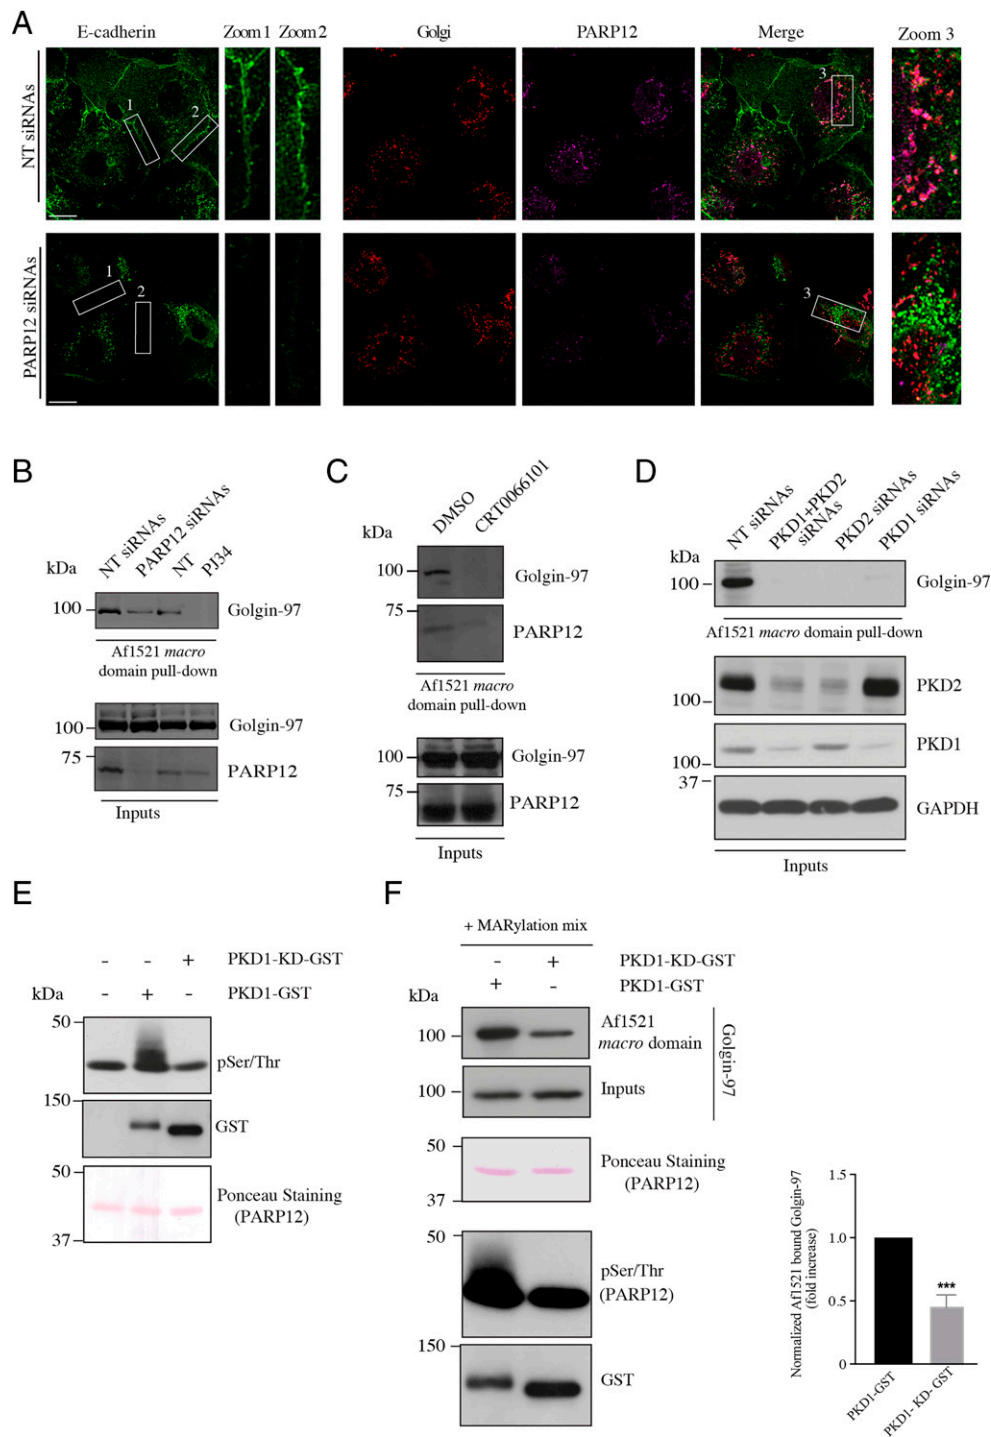 A
E-cadherin
Zoom 1
Zoom 2
Golgi
PARP12
Merge
Zoom 3
NT siRNAs
1
2
3
PARP12 siRNAs
1
2
3
B
NT siRNAs
PARP12 siRNAs
NT
PJ34
kDa
100
Golgin-97
Af1521 macro
domain pull-down
100
Golgin-97
75
PARP12
Inputs
C
DMSO
CRT0066101
kDa
100
Golgin-97
75
PARP12
Af1521 macro
domain pull-down
100
Golgin-97
75
PARP12
Inputs
D
NT siRNAs
PKD1+PKD2
siRNAs
PKD2 siRNAs
PKD1 siRNAs
kDa
100
Golgin-97
Af1521 macro domain pull-down
100
PKD2
100
PKD1
37
GAPDH
Inputs
E
- - + PKD1-KD-GST
- + - PKD1-GST
kDa
50
pSer/Thr
150
GST
50
Ponceau Staining
(PARP12)
37
F
+ MARylation mix
- + PKD1-KD-GST
+ - PKD1-GST
kDa
100
Af1521
macro domain
100
Inputs
Golgin-97
50
Ponceau Staining
(PARP12)
37
50
pSer/Thr
(PARP12)
150
GST
Normalized Af1521 bound Golgin-97
(fold increase)
1.5
1.0
0.5
0
***
PKD1-GST
PKD1- KD- GST